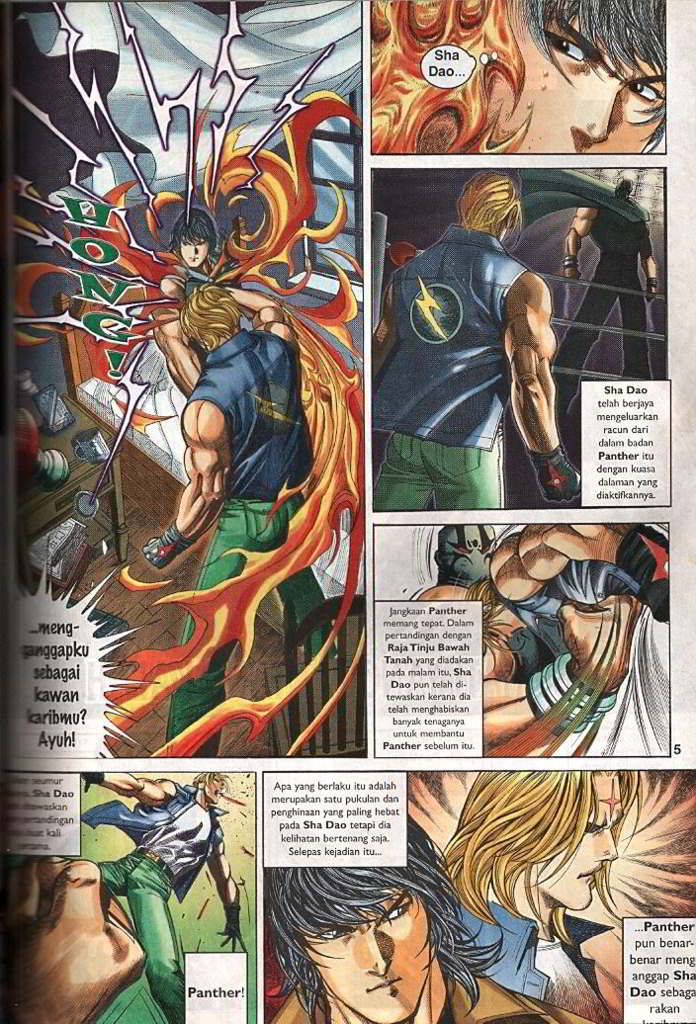 DONG!
...meng-
ganggapku
sebagai
kawan
karibmu?
Ayuh!
Sha
Dao...
Sha Dao
telah berjaya
mengeluarkan
racun dari
dalam badan
Panther itu
dengan kuasa
dalaman yang
diaktifkannya.
Jangkaan Panther
memang tepat. Dalam
pertandingan dengan
Raja Tinju Bawah
Tanah yang diadakan
pada malam itu, Sha
Dao pun telah di-
tewaskan kerana dia
telah menghabiskan
banyak tenaganya
untuk membantu
Panther sebelum itu.
5
seumur
Sha Dao
kali
Panther!
Apa yang berlaku itu adalah
merupakan satu pukulan dan
penghinaan yang paling hebat
pada Sha Dao tetapi dia
kelihatan bertenang saja.
Selepas kejadian itu...
...Panther
pun benar-
benar meng
anggap Sha
Dao sebaga
rakan